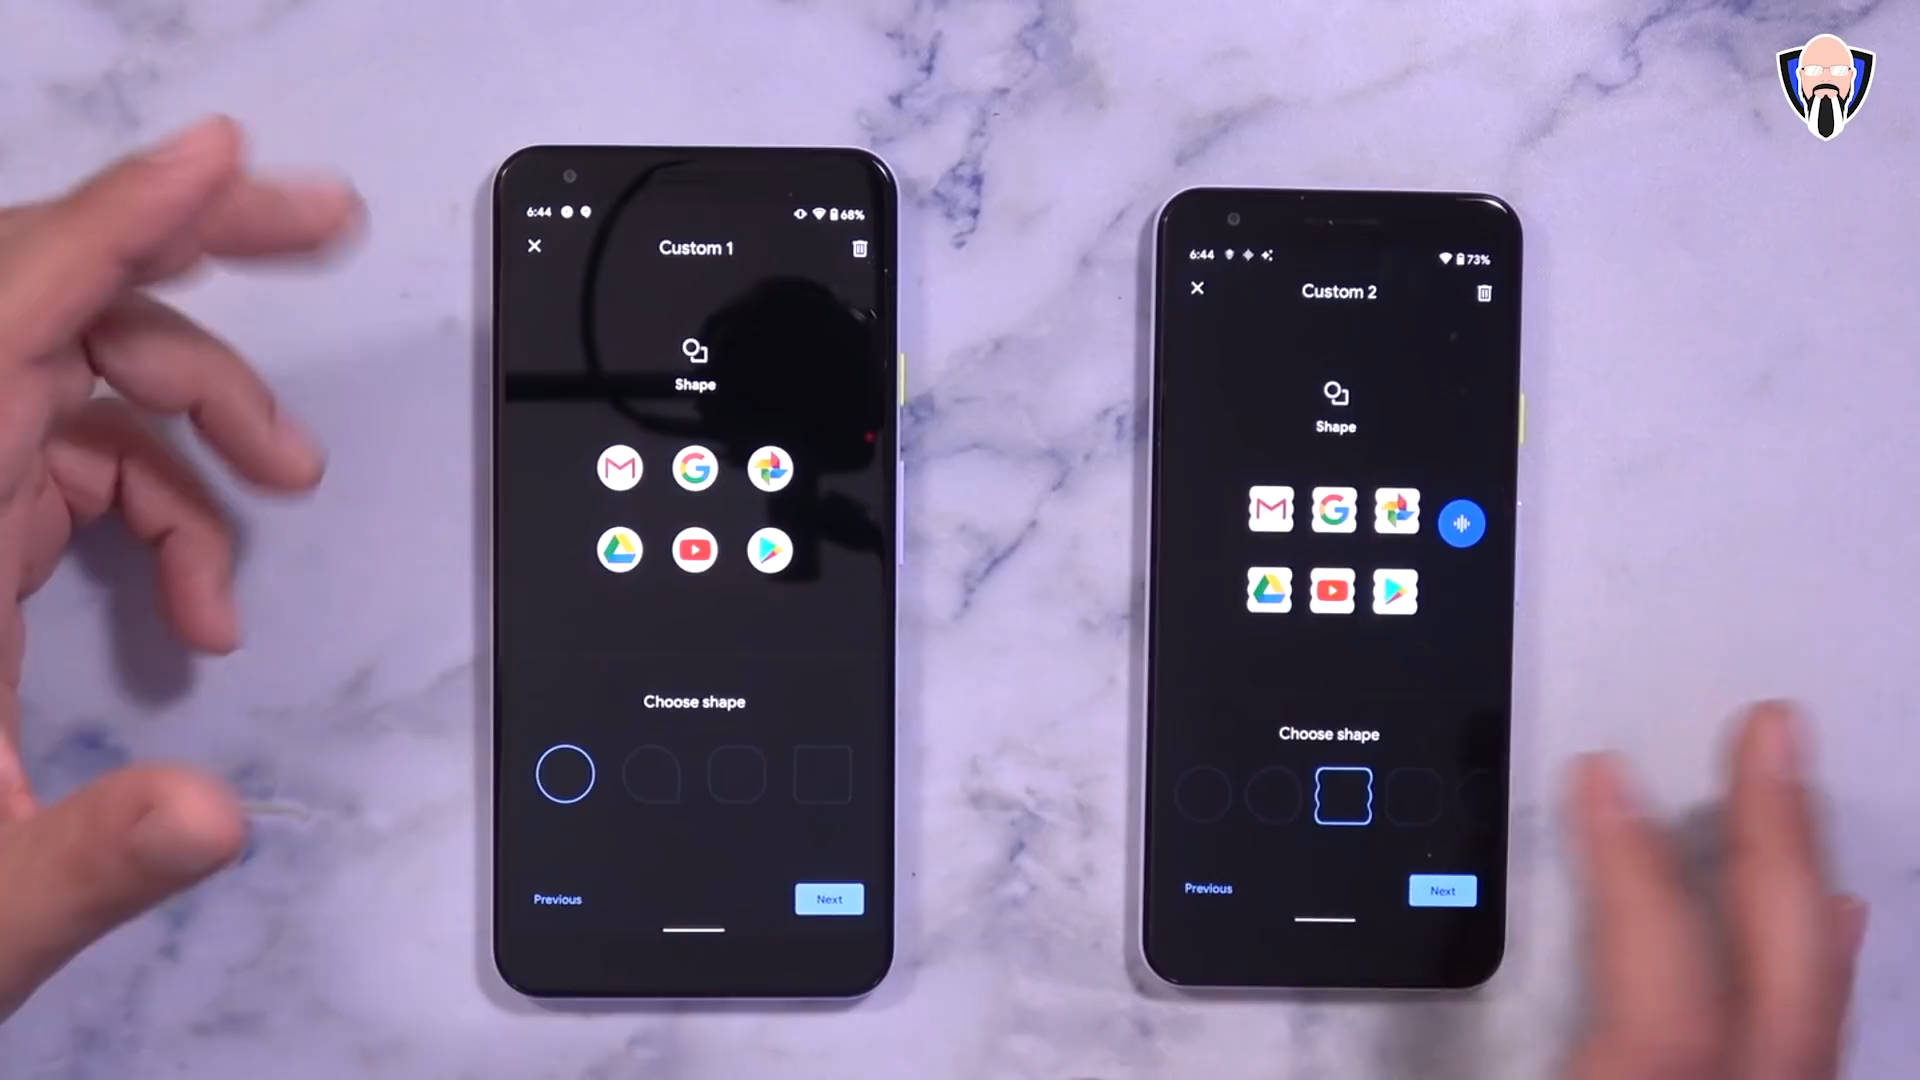 6:44
68%
Custom 1
Shape
Choose shape
Previous
Next
6:44
73%
Custom 2
Shape
Choose shape
Previous
Next